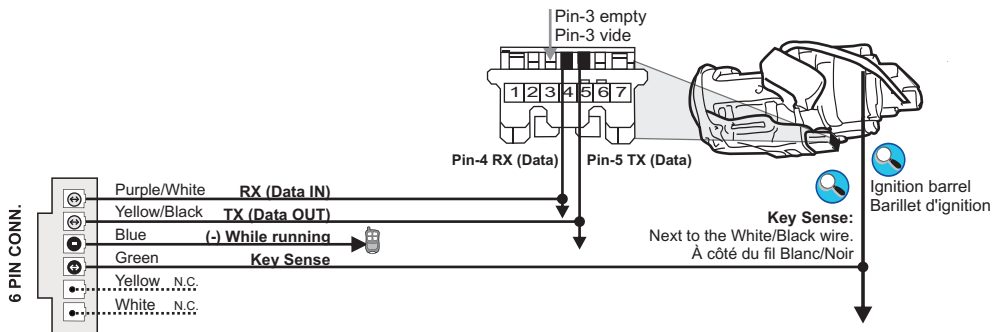 Pin-3 empty
Pin-3 vide
1 2 3 4 5 6 7
Pin-4 RX (Data) Pin-5 TX (Data)
Ignition barrel
Barillet d'ignition
Key Sense:
Next to the White/Black wire.
À côté du fil Blanc/Noir
6 PIN CONN.
Purple/White RX (Data IN)
Yellow/Black TX (Data OUT)
Blue (-) While running
Green Key Sense
Yellow N.C.
White N.C.